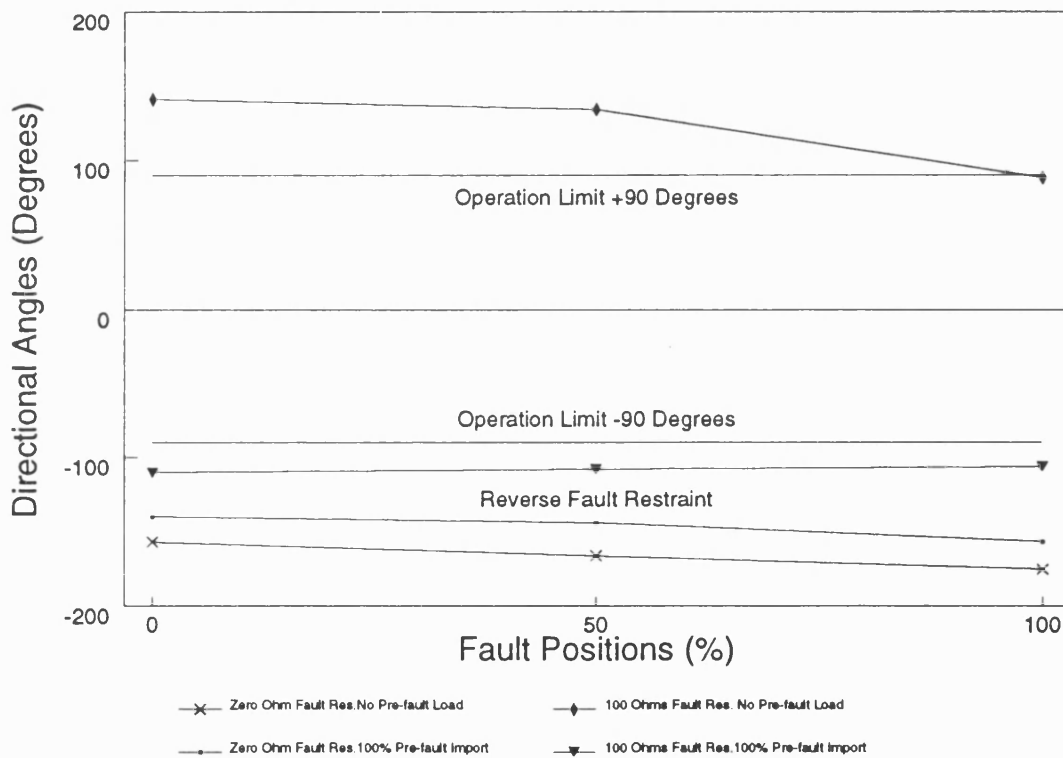 200
100
0
-100
-200
Directional Angles (Degrees)
Operation Limit +90 Degrees
Operation Limit -90 Degrees
Reverse Fault Restraint
0
50
100
Fault Positions (%)
Zero Ohm Fault Res.No Pre-fault Load
100 Ohms Fault Res. No Pre-fault Load
Zero Ohm Fault Res.100% Pre-fault Import
100 Ohms Fault Res.100% Pre-fault Import